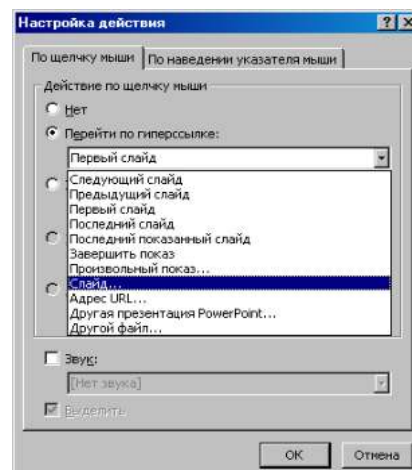 Настройка действия
По щелчку мыши
По наведении указателя мыши
Действие по щелчку мыши
Нет
Перейти по гиперссылке:
Первый слайд
Следующий слайд
Предыдущий слайд
Первый слайд
Последний слайд
Последний показанный слайд
Завершить показ
Произвольный показ...
Слайд...
Адрес URL...
Другая презентация PowerPoint...
Другой файл...
Звук:
[Нет звука]
Выделить
ОК
Отмена